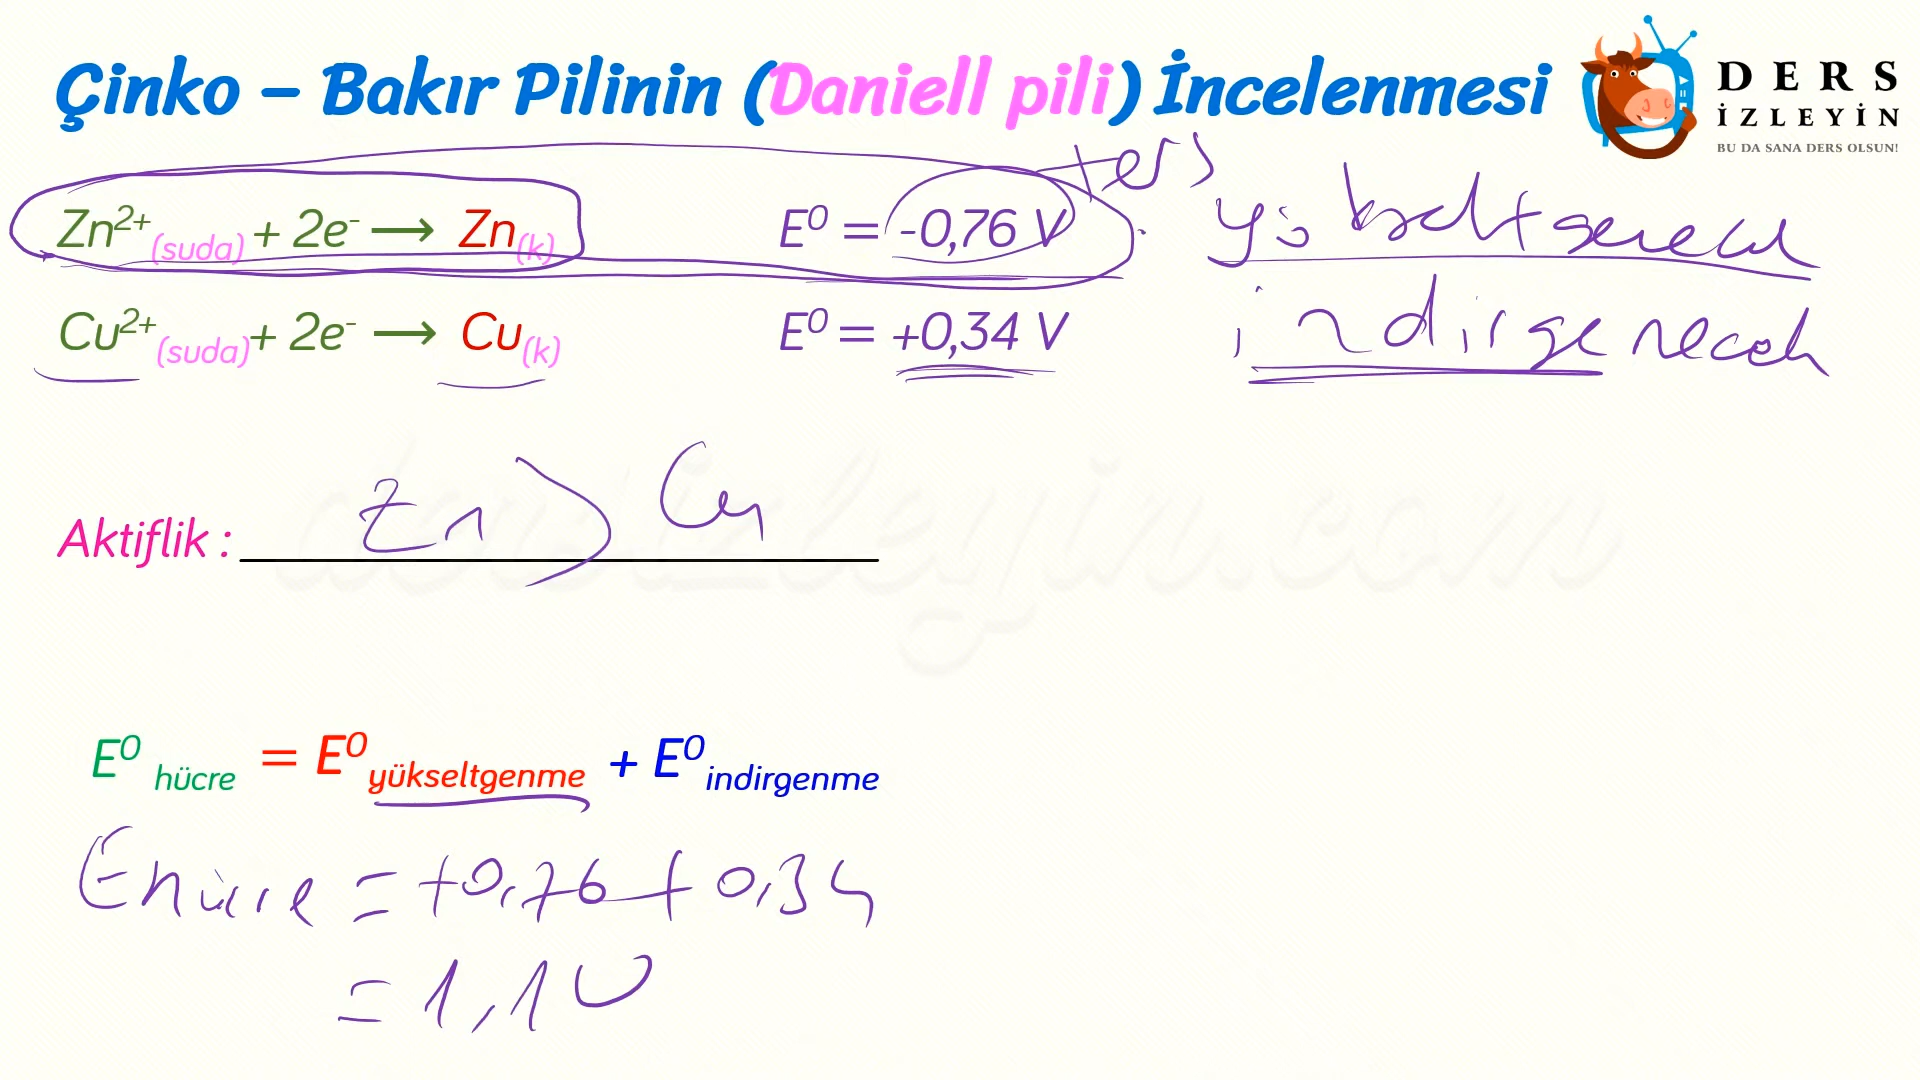 Çinko – Bakır Pilinin (Daniell pili) İncelenmesi
DERS
İZLEYİN
BU DA SANA DERS OLSUN!
ters
Zn²⁺(suda) + 2e⁻ ⟶ Zn(k) E⁰ = -0,76 V yükseltgenecek
Cu²⁺(suda) + 2e⁻ ⟶ Cu(k) E⁰ = +0,34 V indirgenecek
Aktiflik : Zn > Cu
dersizleyin.com
E⁰ hücre = E⁰ yükseltgenme + E⁰ indirgenme
Ehücre = +0,76 + 0,34
= 1,1 V